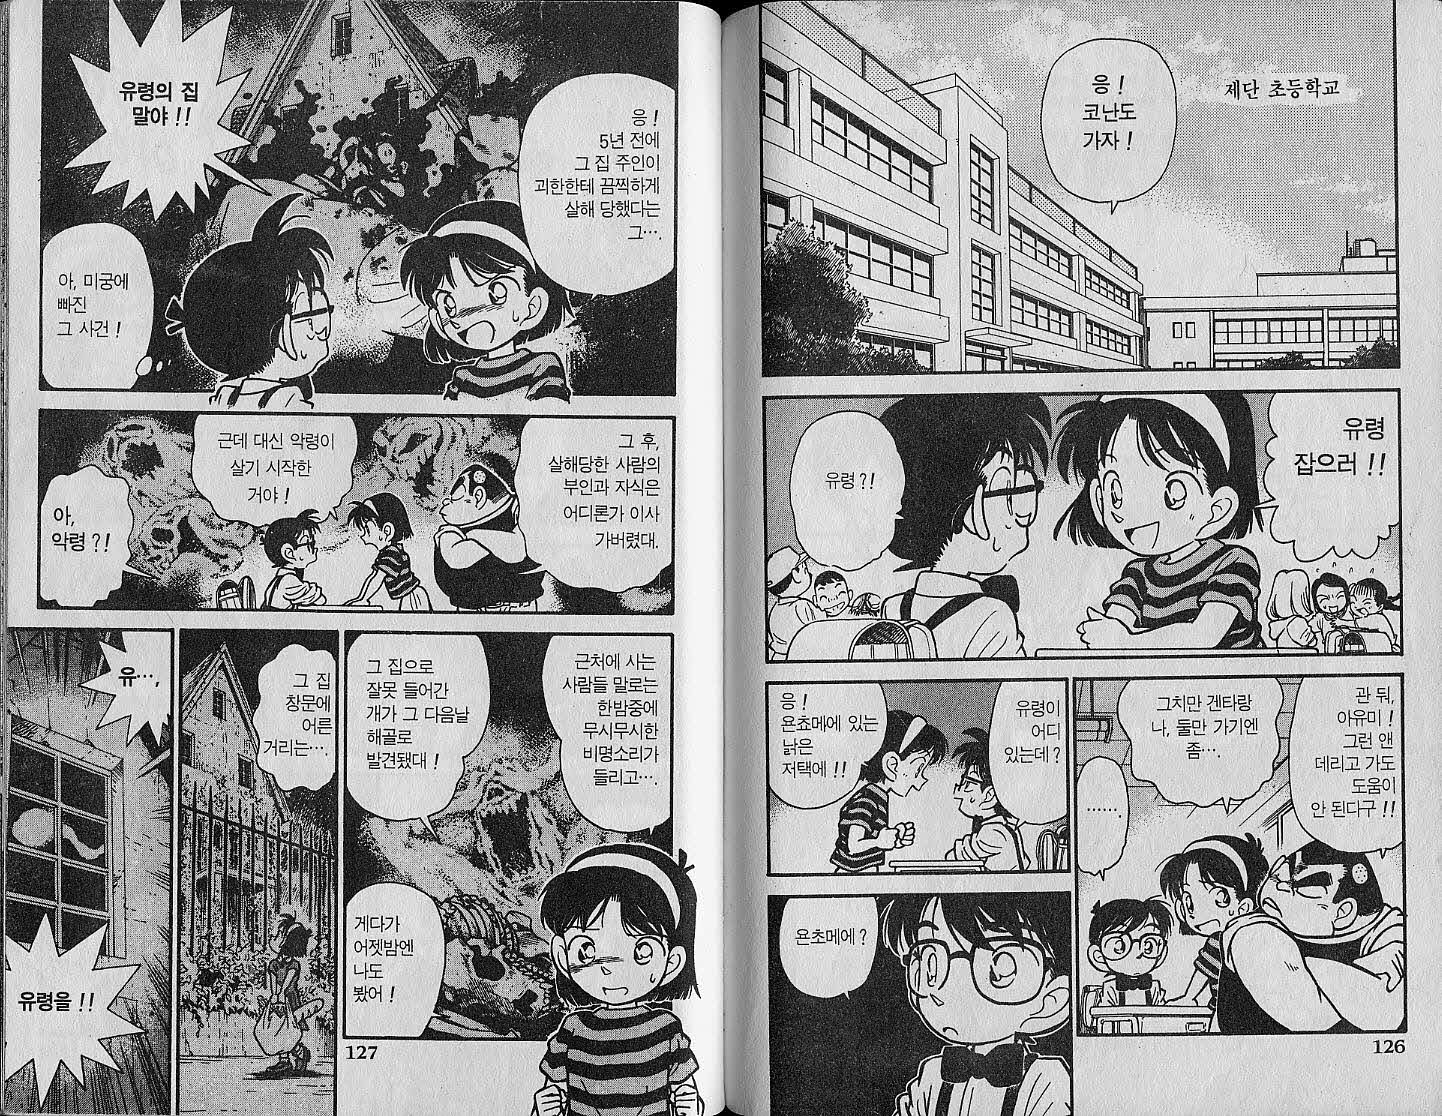 제단 초등학교
응!
코난도
가자!
유령
잡으러!!
유령?!
관 둬,
아유미!
그런 앤
데리고 가도
도움이
안 된다구!!
그치만 겐타랑
나, 둘만 가기엔
좀….
……
유령이
어디
있는데?
응!
욘쵸메에 있는
낡은
저택에!!
욘쵸메에?
126
응!
5년 전에
그 집 주인이
괴한한테 끔찍하게
살해 당했다는
그….
유령의 집
말야!!
아, 미궁에
빠진
그 사건!
그 후,
살해당한 사람의
부인과 자식은
어디론가 이사
가버렸대.
근데 대신 악령이
살기 시작한
거야!
아,
악령?!
근처에 사는
사람들 말로는
한밤중에
무시무시한
비명소리가
들리고….
그 집으로
잘못 들어간
개가 그 다음날
해골로
발견됐대!
게다가
어젯밤엔
나도
봤어!
그 집
창문에
어른
거리는….
유…,
유령을!!
127